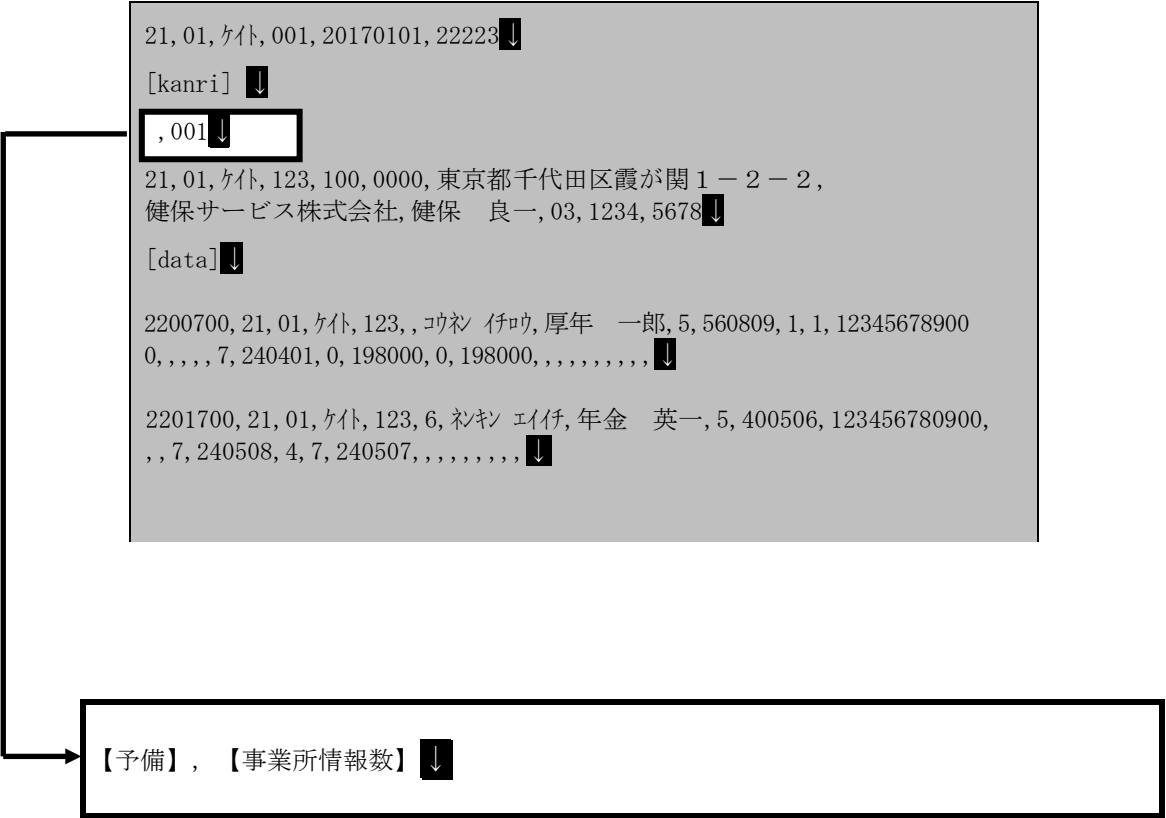 21,01,ｹｲﾄ,001,20170101,22223↓
[kanri] ↓
,001↓
21,01,ｹｲﾄ,123,100,0000,東京都千代田区霞が関１－２－２,
健保サービス株式会社,健保　良一,03,1234,5678↓
[data]↓
2200700,21,01,ｹｲﾄ,123,,ｺｳﾈﾝ ｲﾁﾛｳ,厚年　一郎,5,560809,1,1,12345678900
0,,,,,7,240401,0,198000,0,198000,,,,,,,,,,↓
2201700,21,01,ｹｲﾄ,123,6,ﾈﾝｷﾝ ｴｲｲﾁ,年金　英一,5,400506,123456780900,
,,7,240508,4,7,240507,,,,,,,,,↓
【予備】, 【事業所情報数】↓